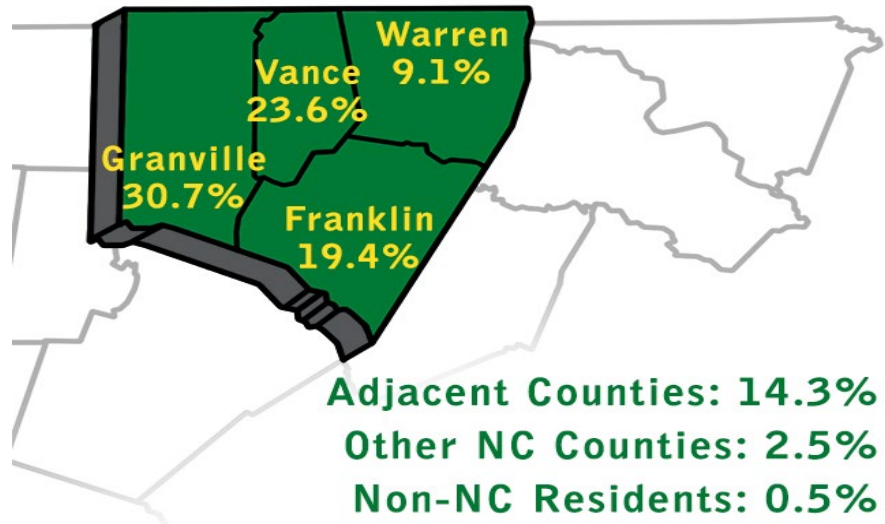 Warren
9.1%
Vance
23.6%
Granville
30.7%
Franklin
19.4%
Adjacent Counties: 14.3%
Other NC Counties: 2.5%
Non-NC Residents: 0.5%